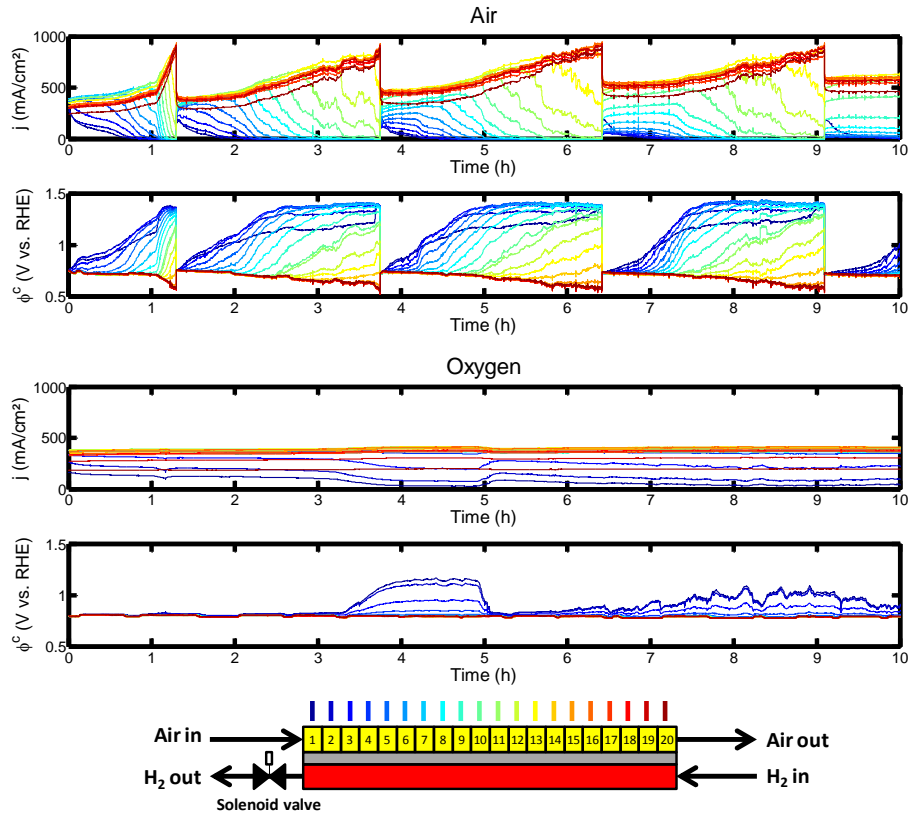 Air
j (mA/cm²)
1000
500
0
0 1 2 3 4 5 6 7 8 9 10
Time (h)
ϕᶜ (V vs. RHE)
1.5
1
0.5
0 1 2 3 4 5 6 7 8 9 10
Time (h)
Oxygen
j (mA/cm²)
1000
500
0
0 1 2 3 4 5 6 7 8 9 10
Time (h)
ϕᶜ (V vs. RHE)
1.5
1
0.5
0 1 2 3 4 5 6 7 8 9 10
Time (h)
Air in
1 2 3 4 5 6 7 8 9 10 11 12 13 14 15 16 17 18 19 20
Air out
H₂ out
H₂ in
Solenoid valve